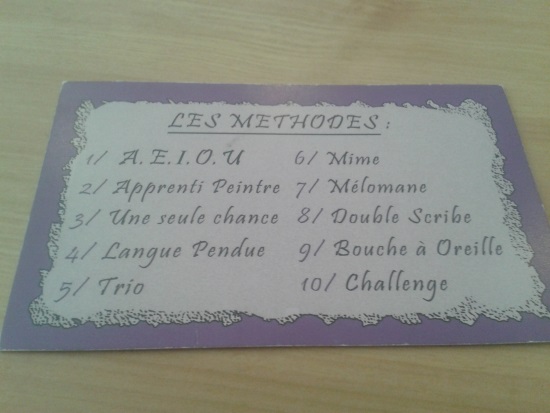 LES METHODES :
1/ A.E.I.O.U
2/ Apprenti Peintre
3/ Une seule chance
4/ Langue Pendue
5/ Trio
6/ Mime
7/ Mélomane
8/ Double Scribe
9/ Bouche à Oreille
10/ Challenge